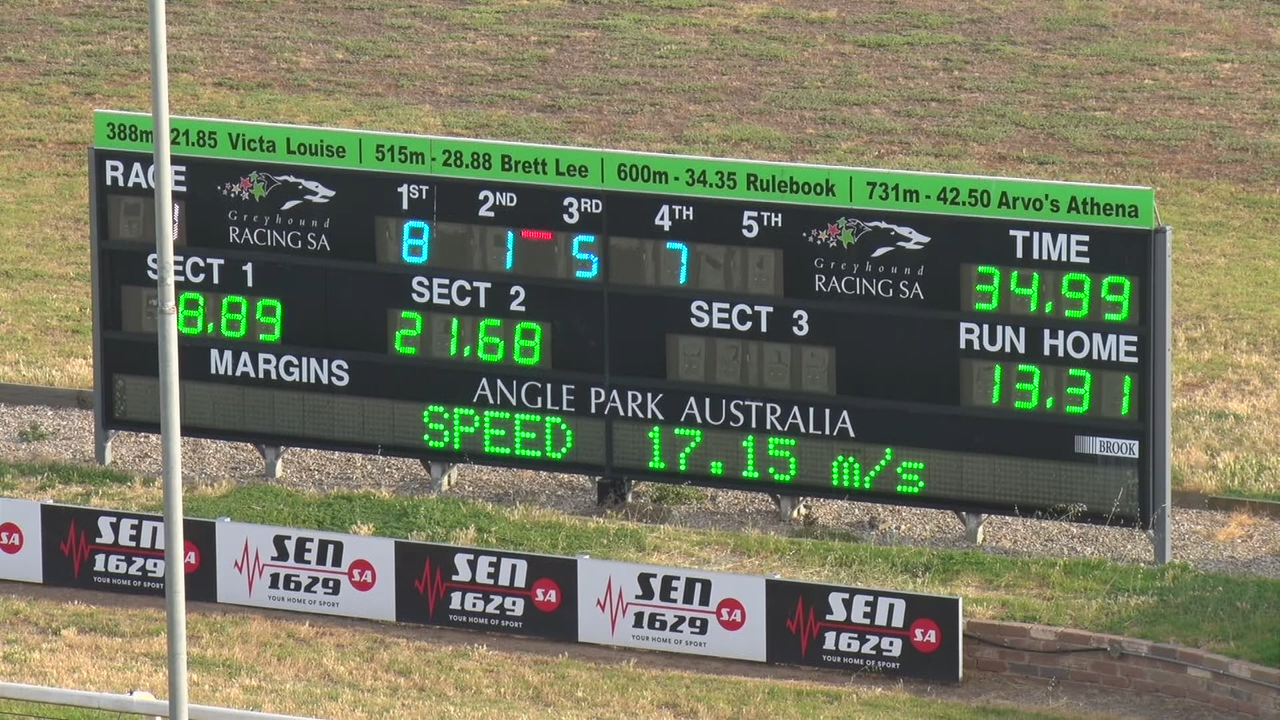 388m 21.85 Victa Louise | 515m - 28.88 Brett Lee | 600m - 34.35 Rulebook | 731m - 42.50 Arvo's Athena
RACE
Greyhound
RACING SA
1ST 2ND 3RD 4TH 5TH
8 1 5 7
Greyhound
RACING SA
TIME
34.99
SECT 1
8.89
SECT 2
21.68
SECT 3
RUN HOME
13.31
MARGINS
ANGLE PARK AUSTRALIA
SPEED 17.15 m/s
BROOK
SA
SEN
1629
SA
YOUR HOME OF SPORT
SEN
1629
SA
YOUR HOME OF SPORT
SEN
1629
SA
YOUR HOME OF SPORT
SEN
1629
SA
YOUR HOME OF SPORT
SEN
1629
SA
YOUR HOME OF SPORT